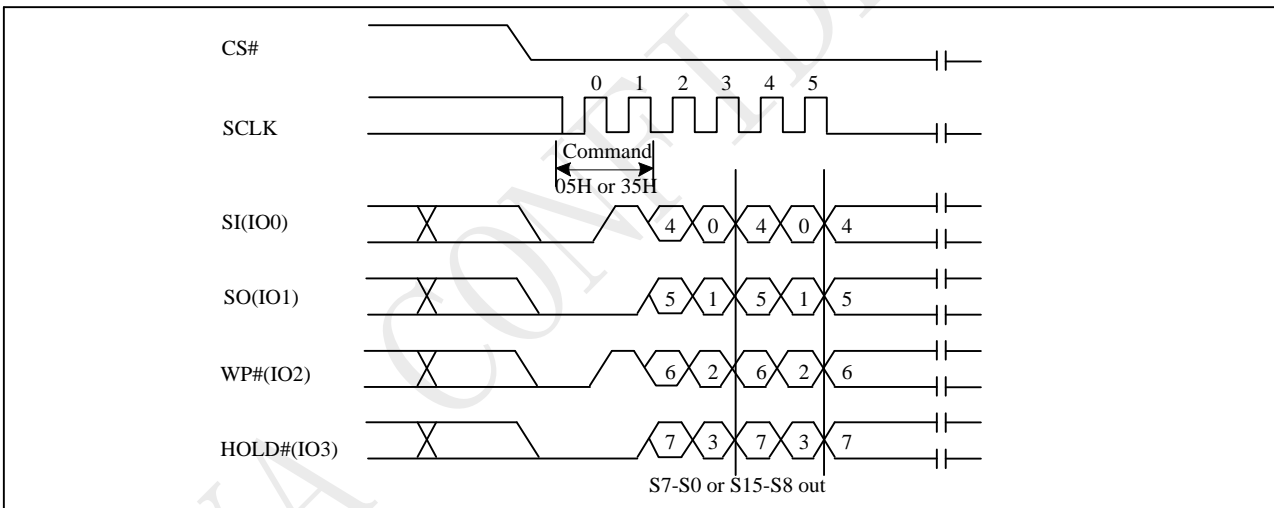 CS#
0 1 2 3 4 5
SCLK
Command
05H or 35H
SI(IO0) 4 0 4 0 4
SO(IO1) 5 1 5 1 5
WP#(IO2) 6 2 6 2 6
HOLD#(IO3) 7 3 7 3 7
S7-S0 or S15-S8 out